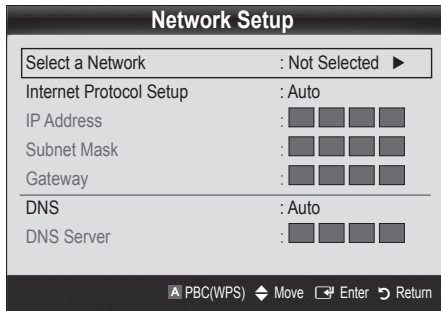 Network Setup
Select a Network : Not Selected ▶
Internet Protocol Setup : Auto
IP Address :
Subnet Mask :
Gateway :
DNS : Auto
DNS Server :
A PBC(WPS) Move Enter Return